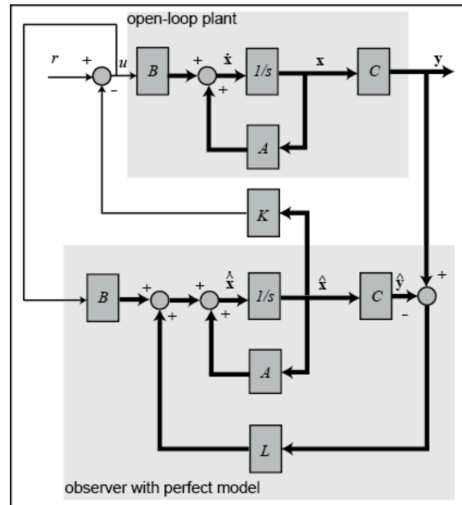 open-loop plant
r + - u B + + ẋ 1/s x C y
A
K
B + + + + x̂̇ 1/s x̂ C ŷ + -
A
L
observer with perfect model